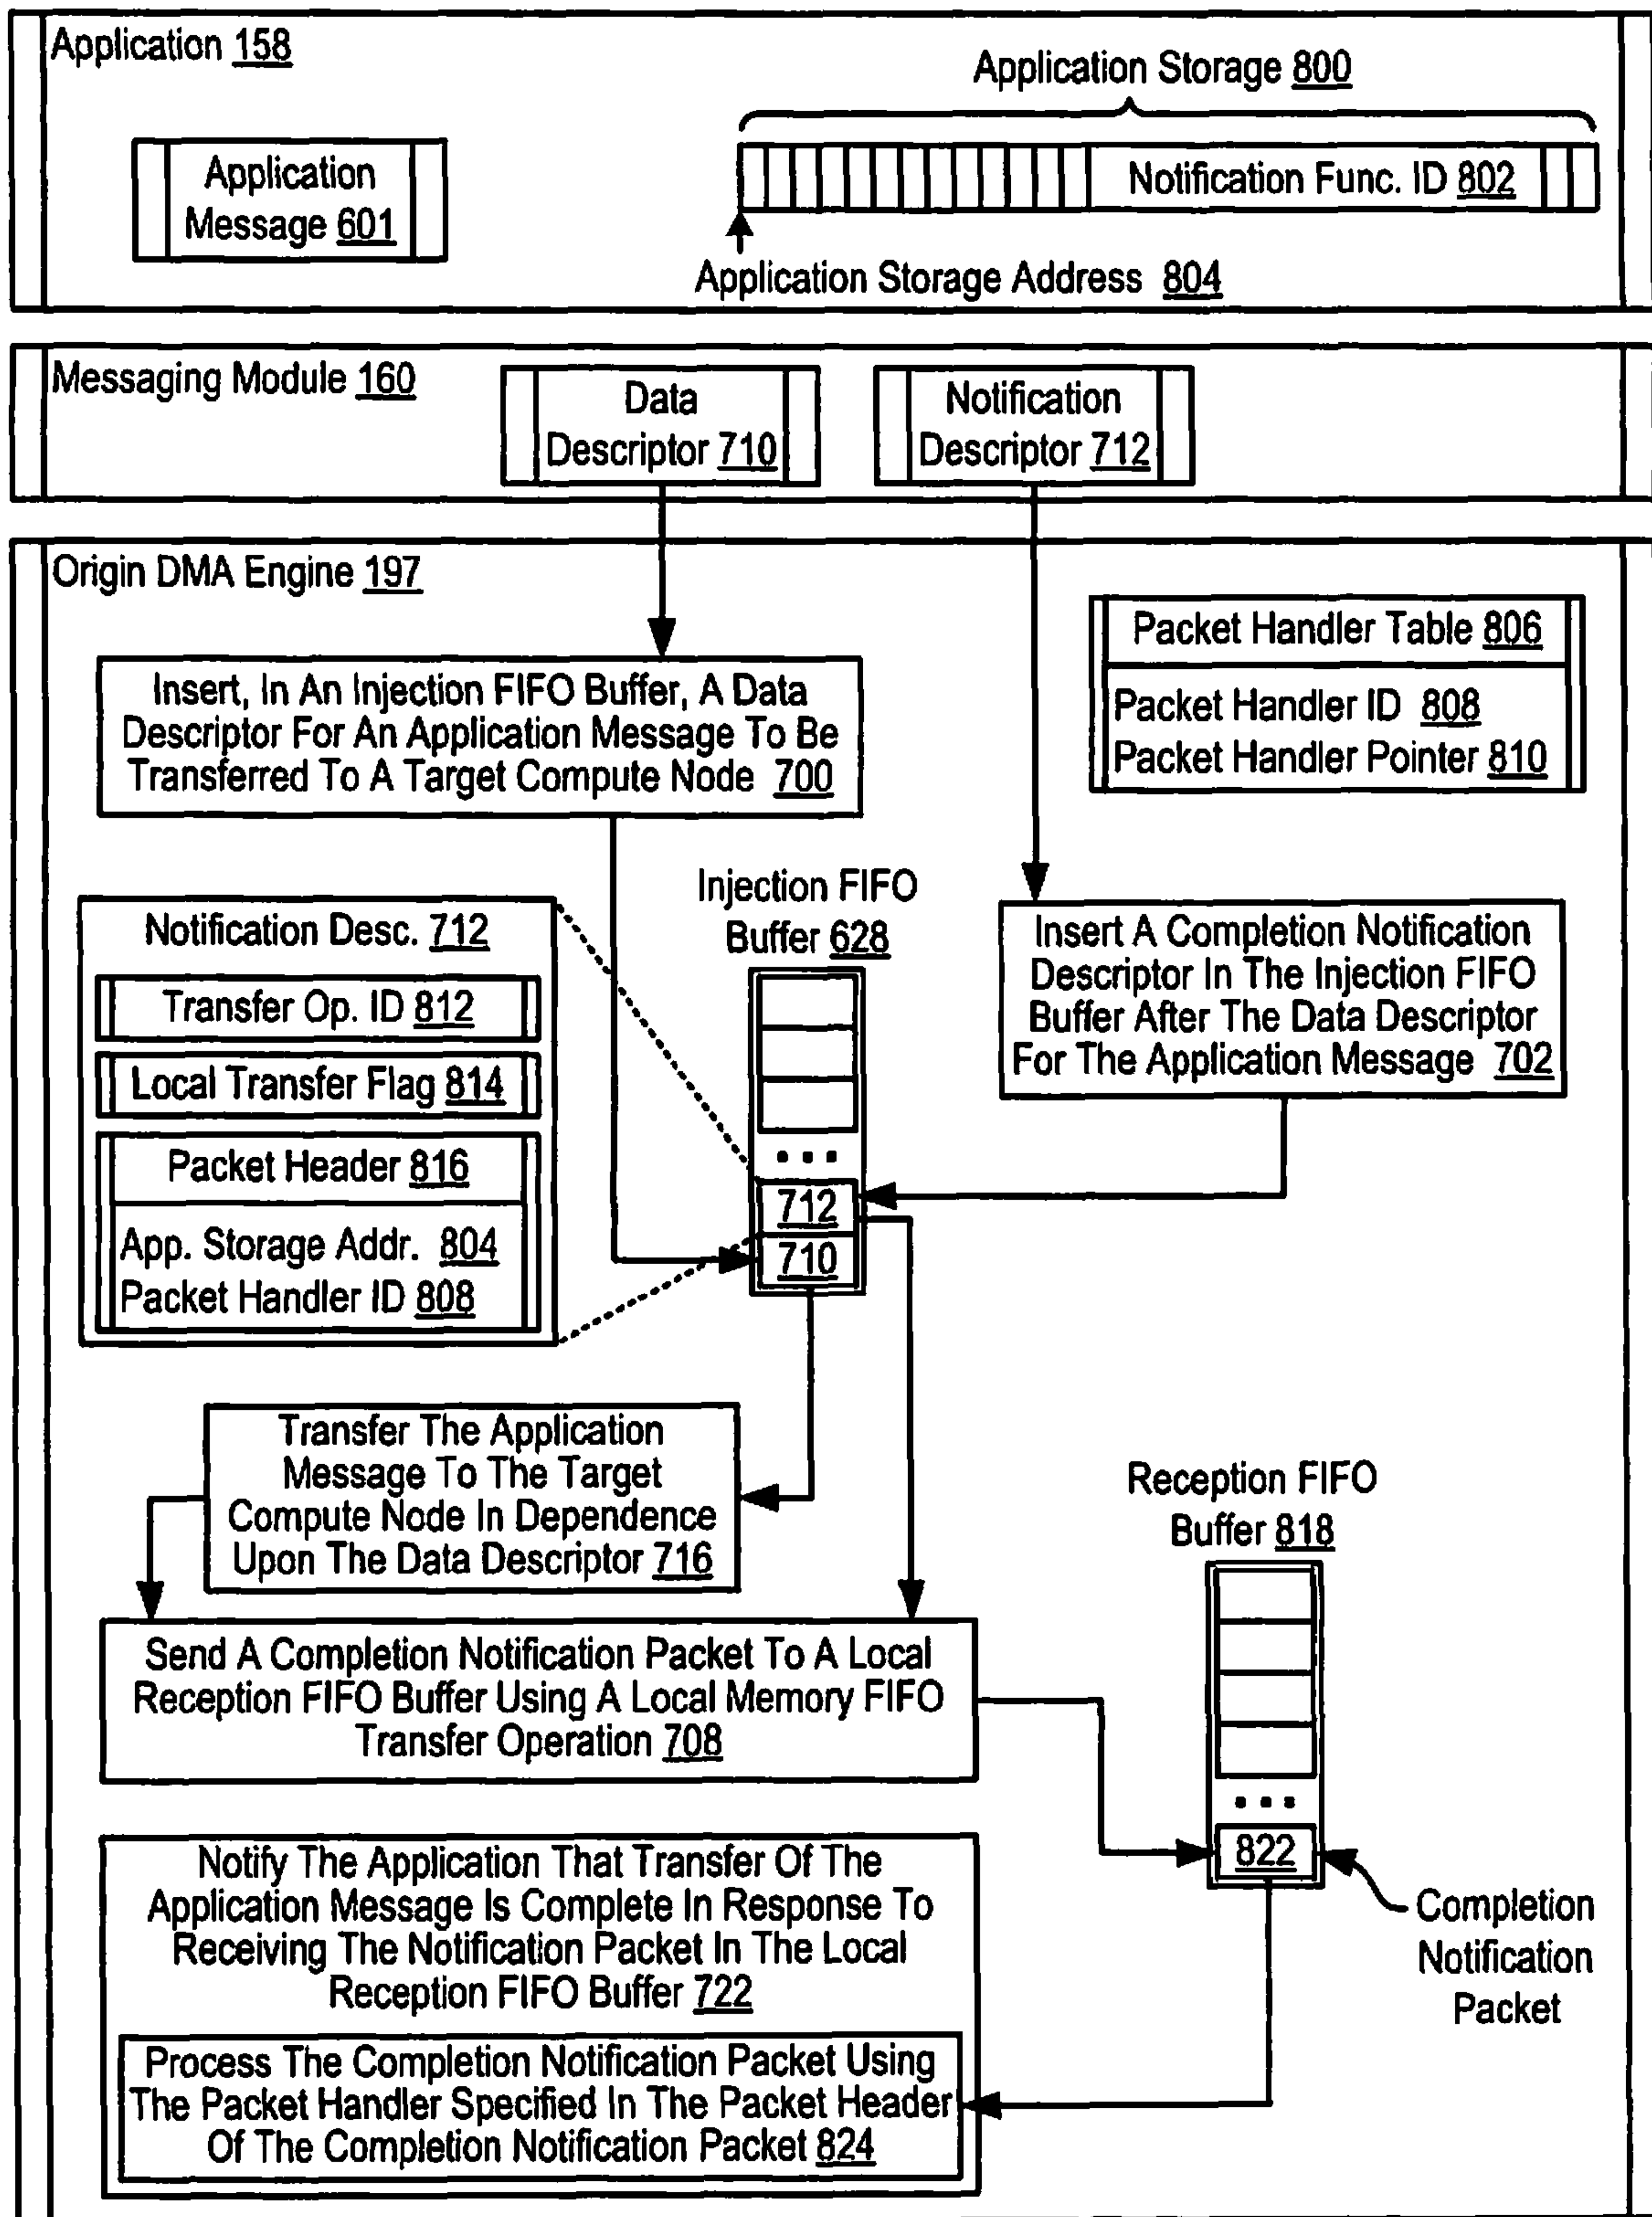 Application 158
Application Storage 800
Application
Message 601
Notification Func. ID 802
Application Storage Address 804
Messaging Module 160
Data
Descriptor 710
Notification
Descriptor 712
Origin DMA Engine 197
Packet Handler Table 806
Packet Handler ID 808
Packet Handler Pointer 810
Insert, In An Injection FIFO Buffer, A Data
Descriptor For An Application Message To Be
Transferred To A Target Compute Node 700
Injection FIFO
Buffer 628
Insert A Completion Notification
Descriptor In The Injection FIFO
Buffer After The Data Descriptor
For The Application Message 702
Notification Desc. 712
Transfer Op. ID 812
Local Transfer Flag 814
Packet Header 816
App. Storage Addr. 804
Packet Handler ID 808
712
710
Transfer The Application
Message To The Target
Compute Node In Dependence
Upon The Data Descriptor 716
Reception FIFO
Buffer 818
Send A Completion Notification Packet To A Local
Reception FIFO Buffer Using A Local Memory FIFO
Transfer Operation 708
822
Completion
Notification
Packet
Notify The Application That Transfer Of The
Application Message Is Complete In Response To
Receiving The Notification Packet In The Local
Reception FIFO Buffer 722
Process The Completion Notification Packet Using
The Packet Handler Specified In The Packet Header
Of The Completion Notification Packet 824